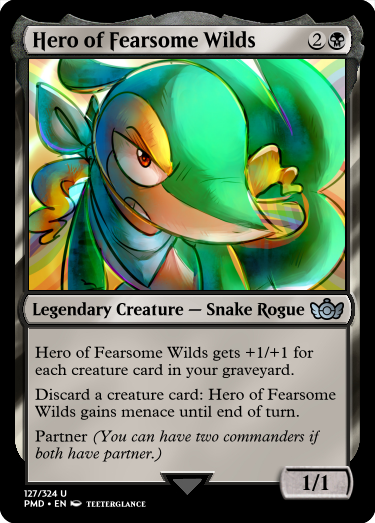 Hero of Fearsome Wilds 2
Legendary Creature — Snake Rogue
Hero of Fearsome Wilds gets +1/+1 for
each creature card in your graveyard.
Discard a creature card: Hero of Fearsome
Wilds gains menace until end of turn.
Partner (You can have two commanders if
both have partner.)
1/1
127/324 U
PMD • EN TEETERGLANCE